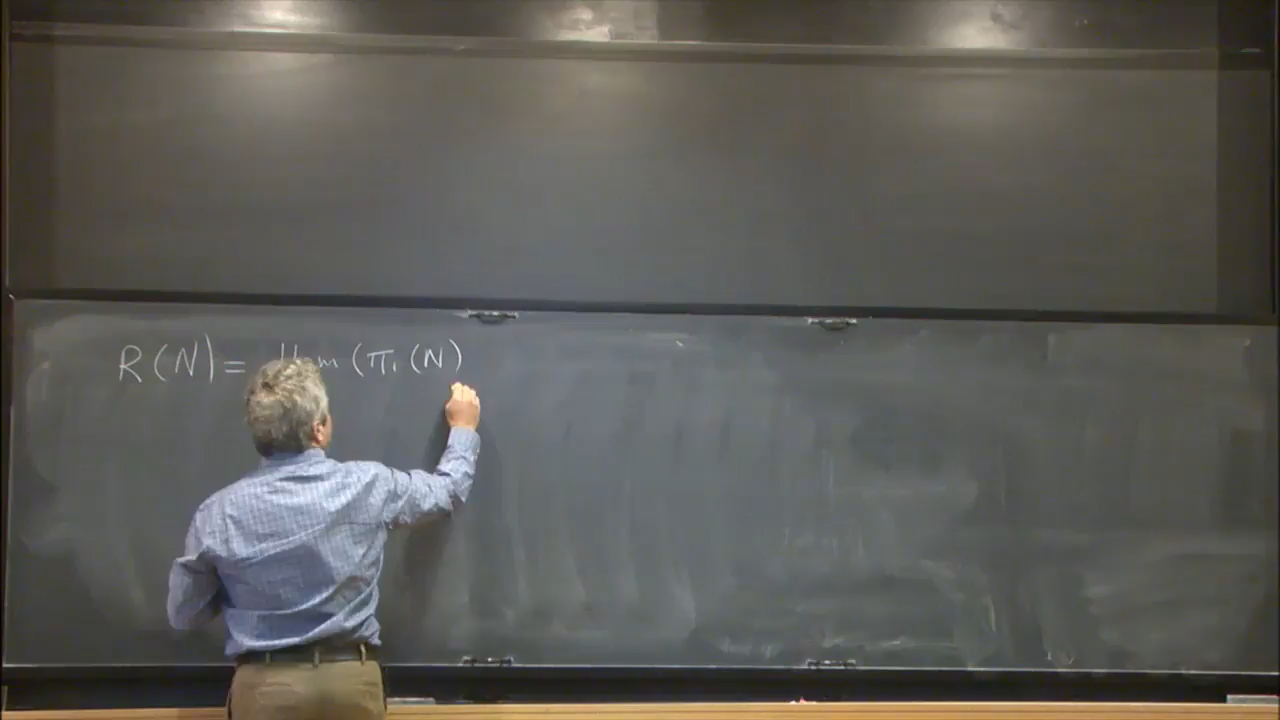 R(N) = Hom (π₁(N)